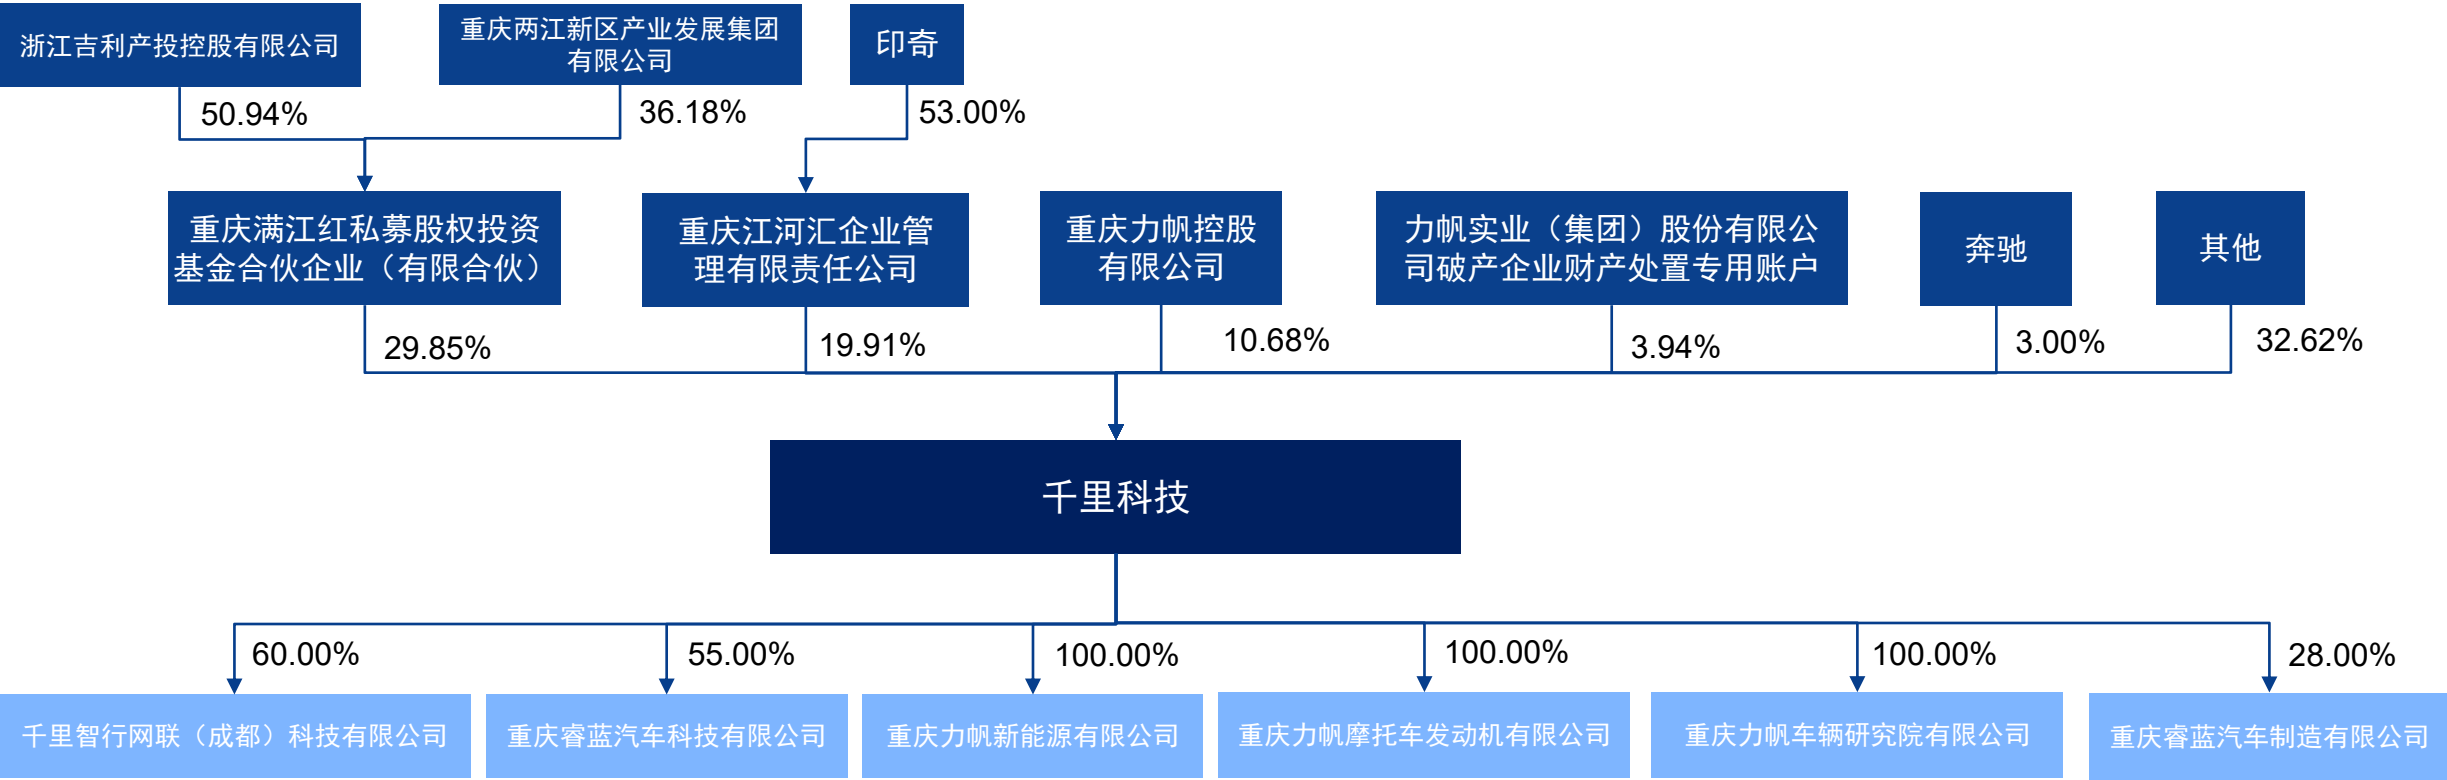 浙江吉利产投控股有限公司
重庆两江新区产业发展集团
有限公司
印奇
50.94%
36.18%
53.00%
重庆满江红私募股权投资
基金合伙企业（有限合伙）
重庆江河汇企业管
理有限责任公司
重庆力帆控股
有限公司
力帆实业（集团）股份有限公
司破产企业财产处置专用账户
奔驰
其他
29.85%
19.91%
10.68%
3.94%
3.00%
32.62%
千里科技
60.00%
55.00%
100.00%
100.00%
100.00%
28.00%
千里智行网联（成都）科技有限公司
重庆睿蓝汽车科技有限公司
重庆力帆新能源有限公司
重庆力帆摩托车发动机有限公司
重庆力帆车辆研究院有限公司
重庆睿蓝汽车制造有限公司